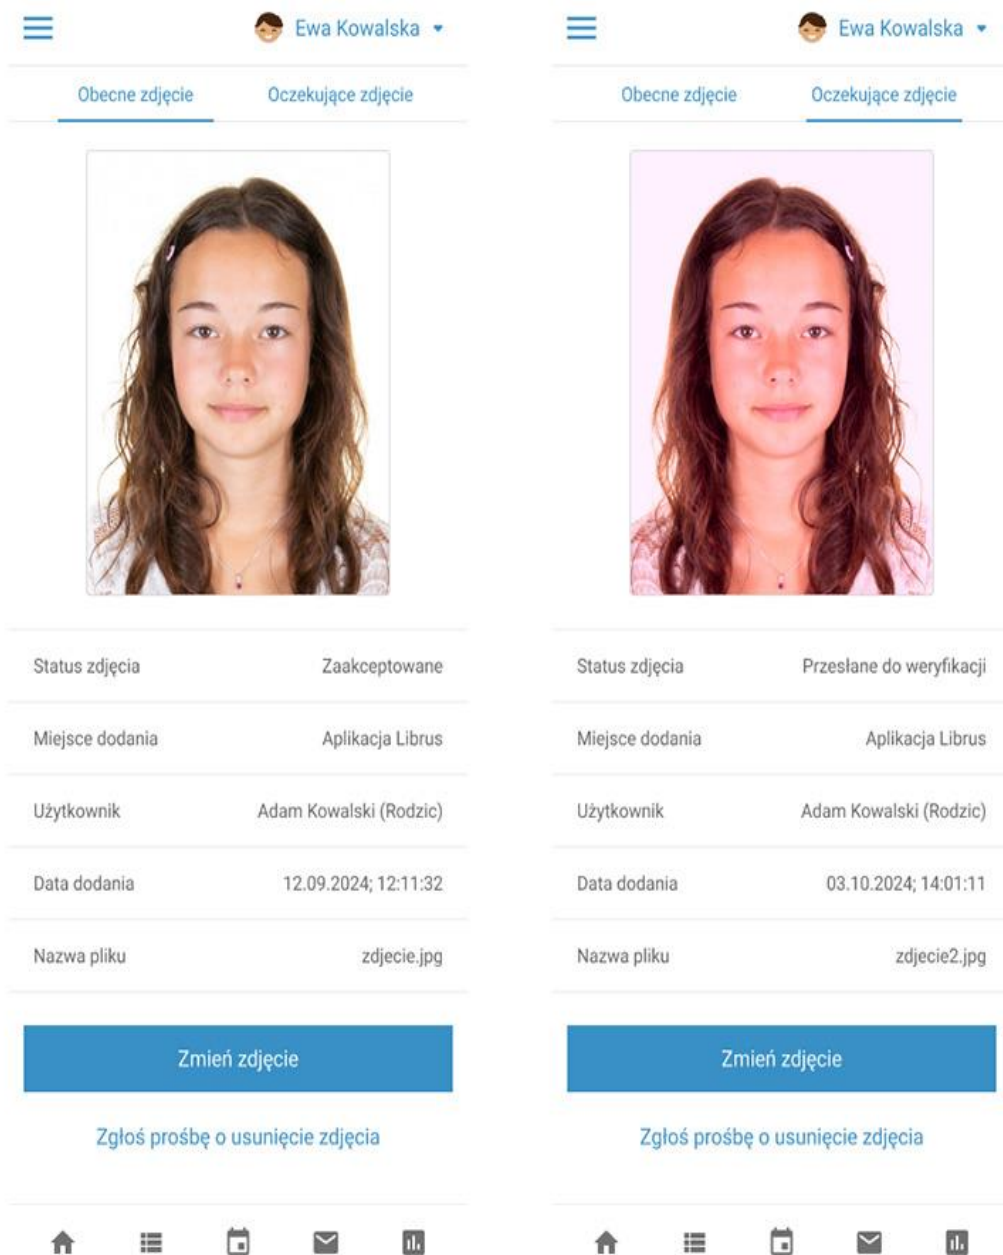 Ewa Kowalska
Obecne zdjęcie Oczekujące zdjęcie
Status zdjęcia Zaakceptowane
Miejsce dodania Aplikacja Librus
Użytkownik Adam Kowalski (Rodzic)
Data dodania 12.09.2024; 12:11:32
Nazwa pliku zdjecie.jpg
Zmień zdjęcie
Zgłoś prośbę o usunięcie zdjęcia
Ewa Kowalska
Obecne zdjęcie Oczekujące zdjęcie
Status zdjęcia Przesłane do weryfikacji
Miejsce dodania Aplikacja Librus
Użytkownik Adam Kowalski (Rodzic)
Data dodania 03.10.2024; 14:01:11
Nazwa pliku zdjecie2.jpg
Zmień zdjęcie
Zgłoś prośbę o usunięcie zdjęcia